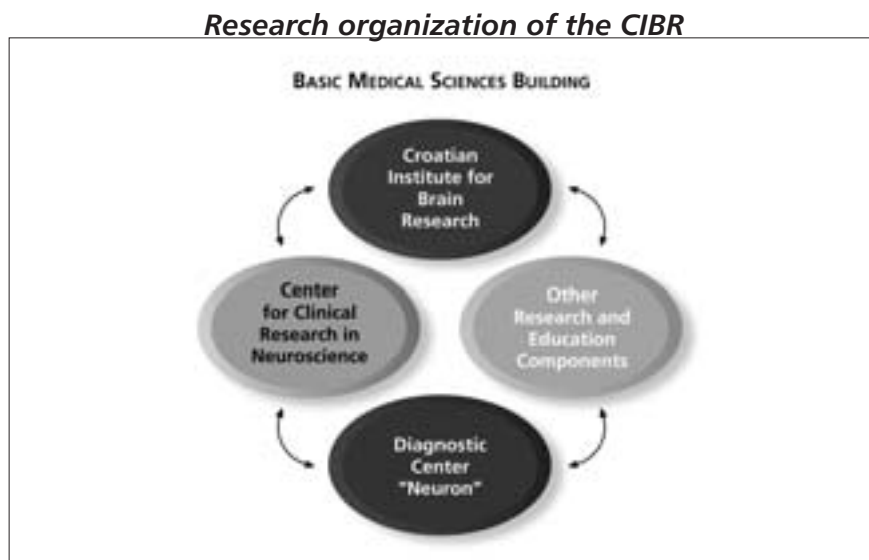 Research organization of the CIBR
BASIC MEDICAL SCIENCES BUILDING
Croatian
Institute for
Brain
Research
Center
for Clinical
Research in
Neuroscience
Other
Research and
Education
Components
Diagnostic
Center
"Neuron"